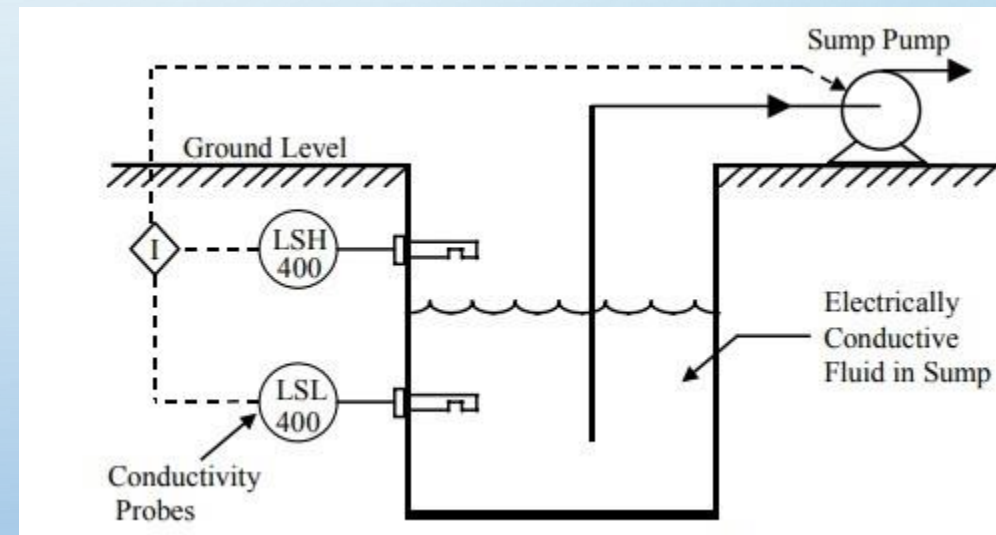 Sump Pump
Ground Level
LSH
400
I
Electrically
Conductive
Fluid in Sump
LSL
400
Conductivity
Probes